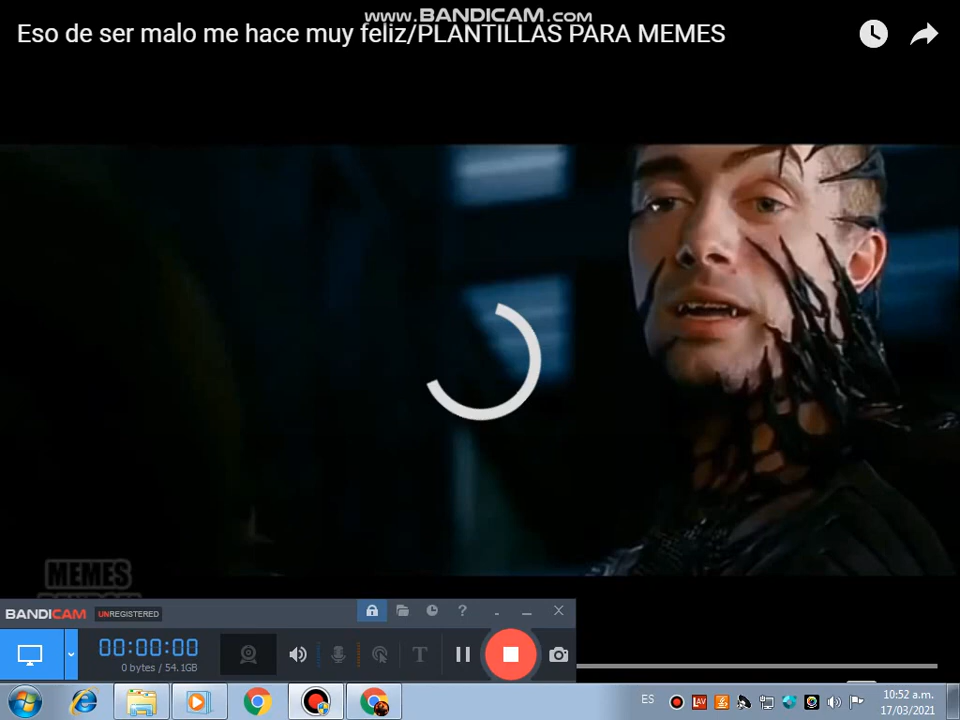 www.BANDICAM.com
Eso de ser malo me hace muy feliz/PLANTILLAS PARA MEMES
MEMES
BANDICAM UNREGISTERED
?
00:00:00
0 bytes / 54.1GB
T
ES
10:52 a.m.
17/03/2021